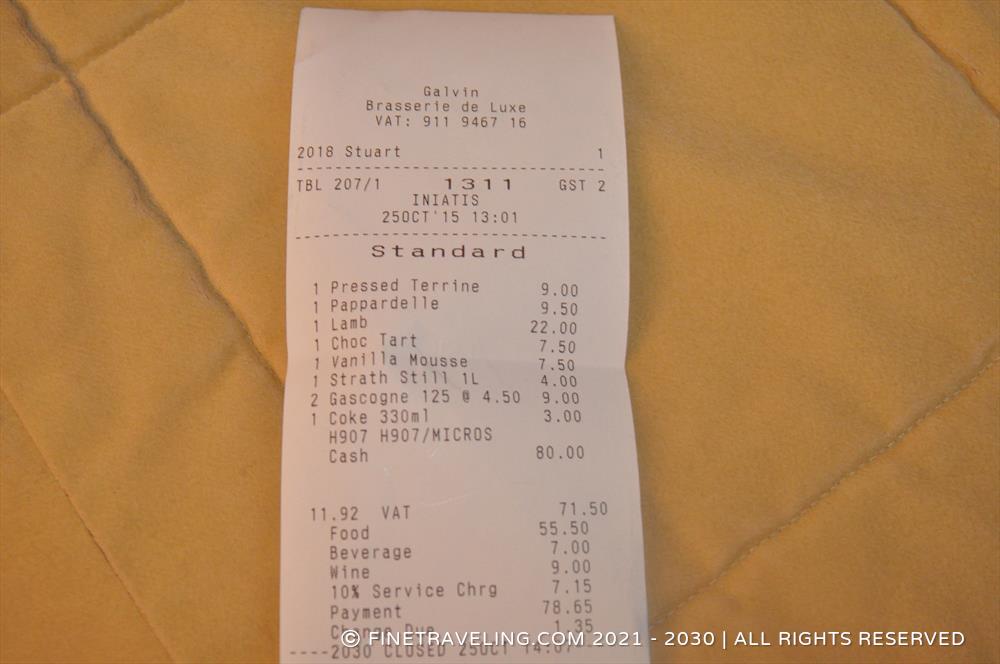 Galvin
Brasserie de Luxe
VAT: 911 9467 16
2018 Stuart 1
TBL 207/1 1311 GST 2
INIATIS
25OCT'15 13:01
Standard
1 Pressed Terrine 9.00
1 Pappardelle 9.50
1 Lamb 22.00
1 Choc Tart 7.50
1 Vanilla Mousse 7.50
1 Strath Still 1L 4.00
2 Gascogne 125 @ 4.50 9.00
1 Coke 330ml 3.00
H907 H907/MICROS
Cash 80.00
11.92 VAT 71.50
Food 55.50
Beverage 7.00
Wine 9.00
10% Service Chrg 7.15
Payment 78.65
Change Due 1.35
----2030 CLOSED 25OCT 14:07----
© FINETRAVELING.COM 2021 - 2030 | ALL RIGHTS RESERVED